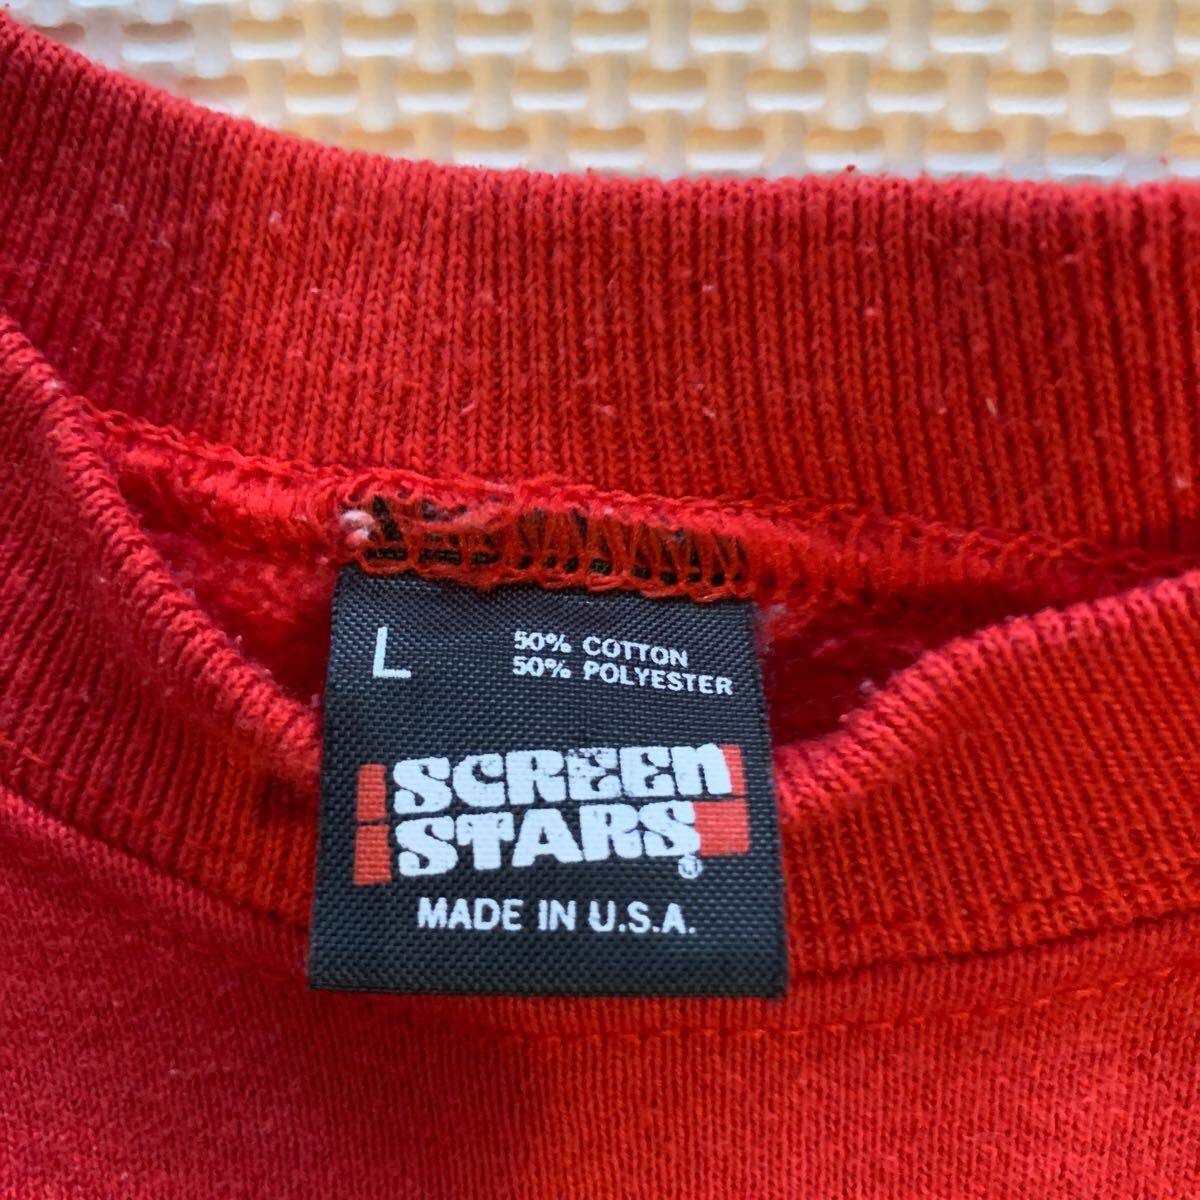 L
50% COTTON
50% POLYESTER
SCREEN
STARS®
MADE IN U.S.A.